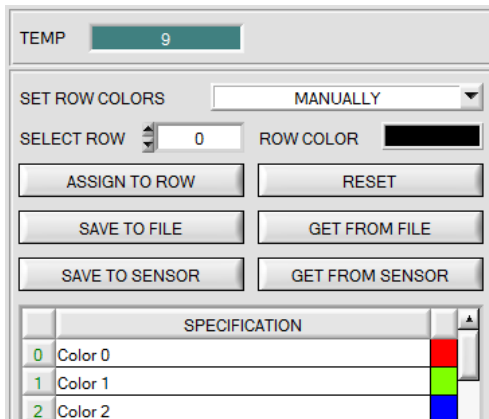 TEMP 9
SET ROW COLORS MANUALLY
SELECT ROW 0 ROW COLOR
ASSIGN TO ROW RESET
SAVE TO FILE GET FROM FILE
SAVE TO SENSOR GET FROM SENSOR
SPECIFICATION
0 Color 0
1 Color 1
2 Color 2